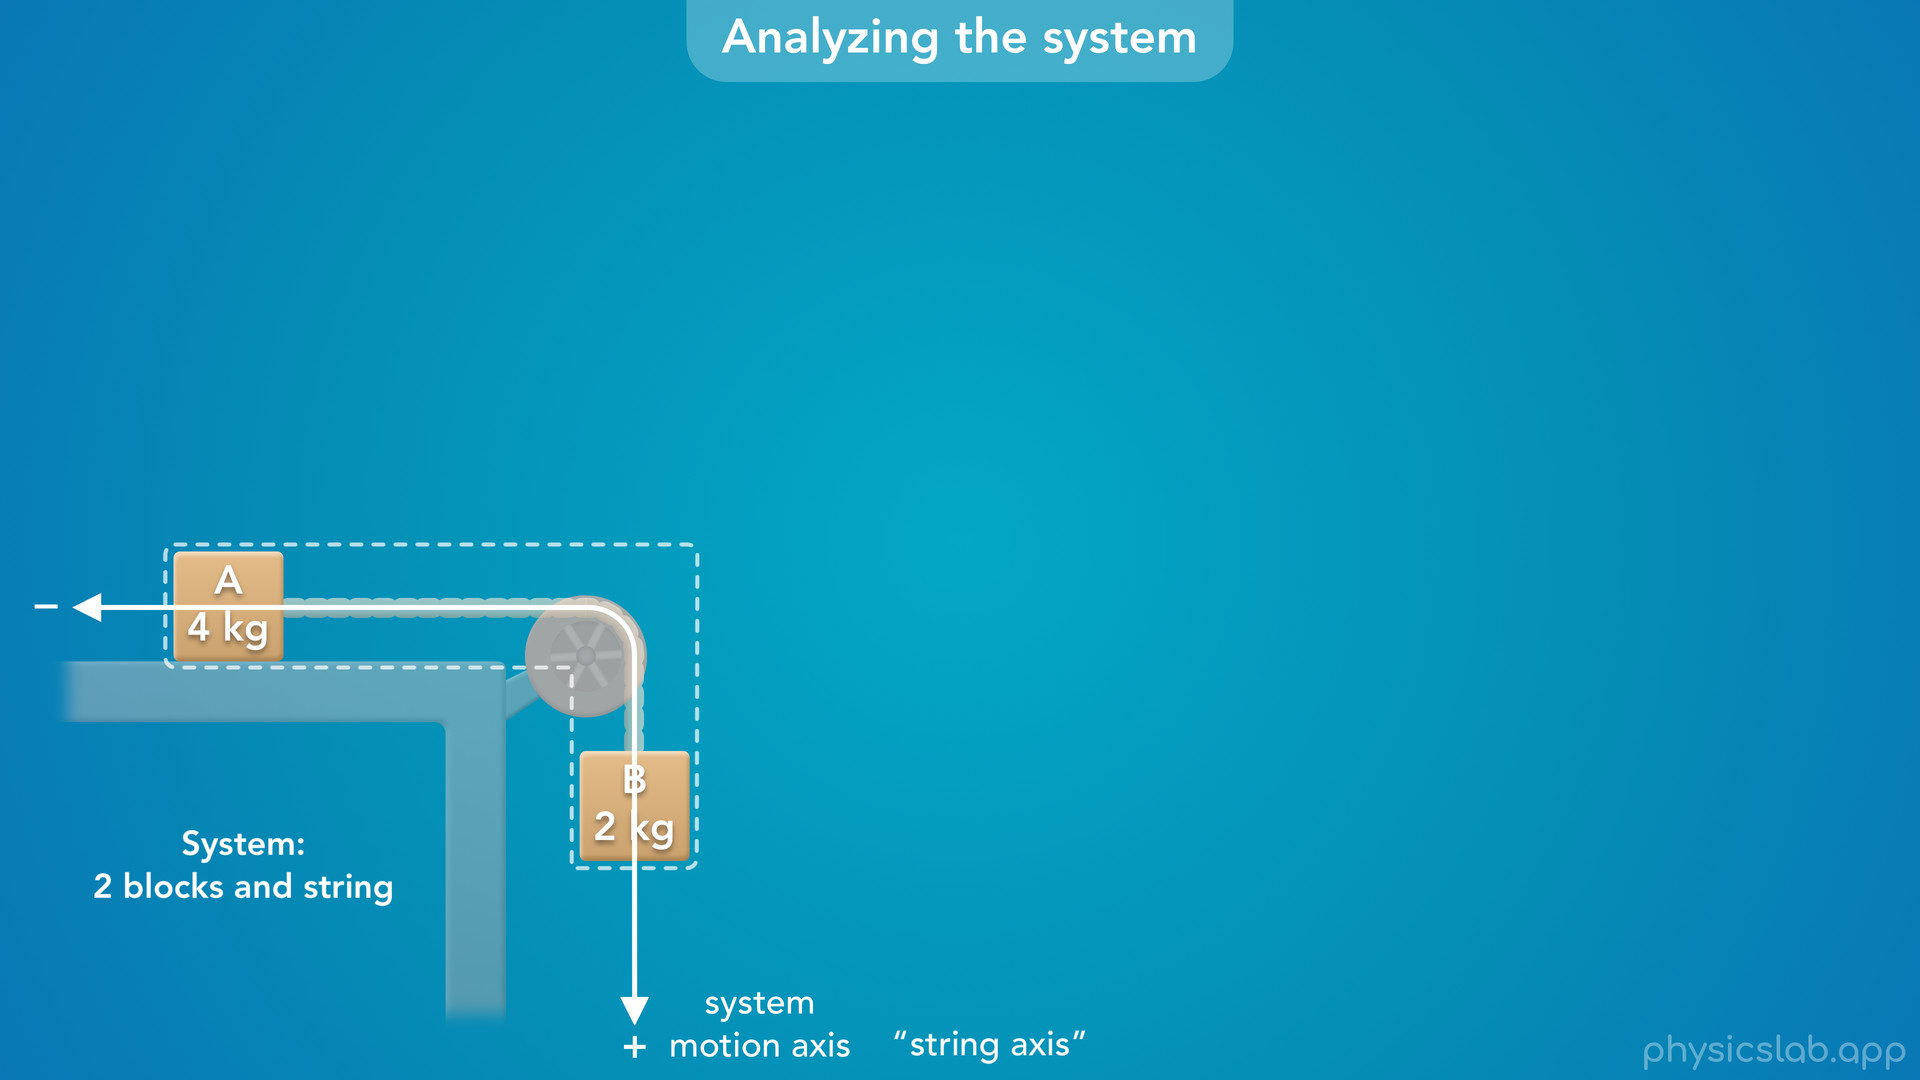 Analyzing the system
A
4 kg
−
B
2 kg
System:
2 blocks and string
system
+ motion axis
“string axis”
physicslab.app